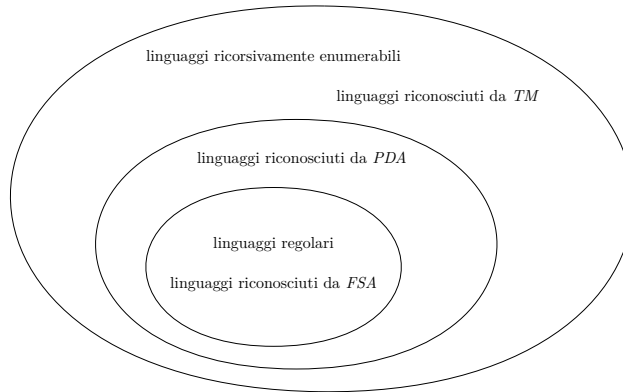 linguaggi ricorsivamente enumerabili
linguaggi riconosciuti da TM
linguaggi riconosciuti da PDA
linguaggi regolari
linguaggi riconosciuti da FSA